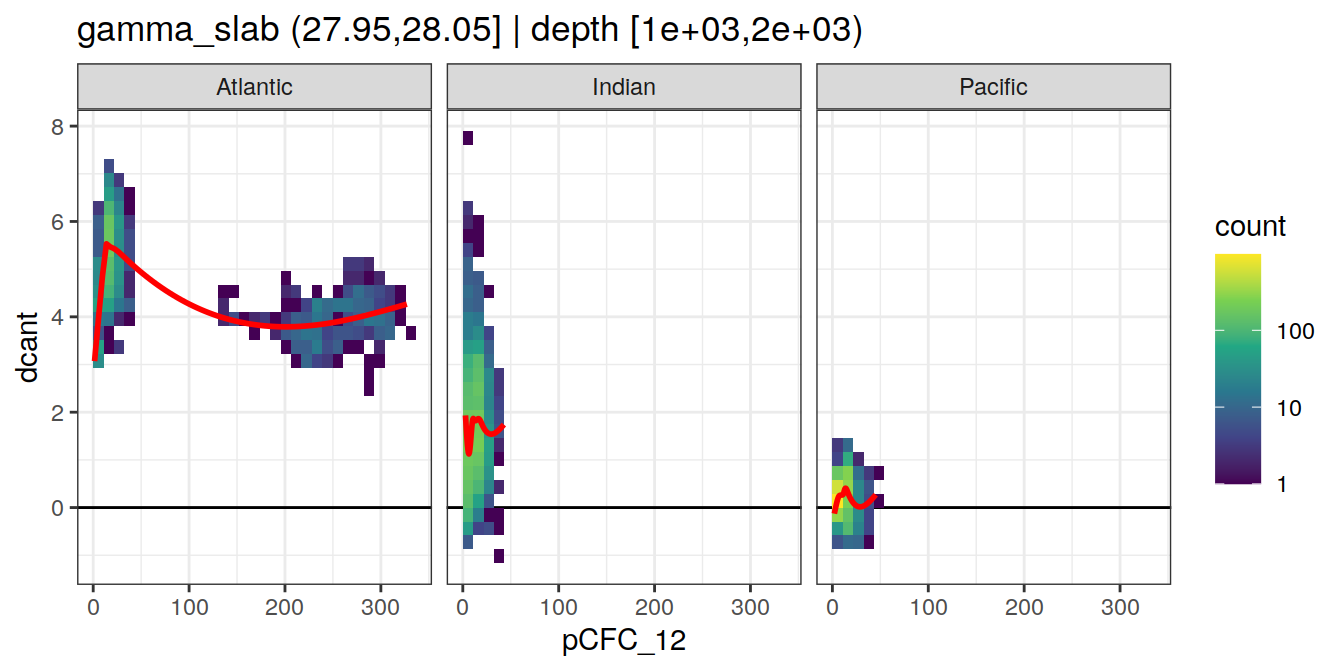 gamma_slab (27.95,28.05] | depth [1e+03,2e+03)
Atlantic Indian Pacific
8
6
4
2
0
dcant
0 100 200 300 0 100 200 300 0 100 200 300
pCFC_12
count
100
10
1